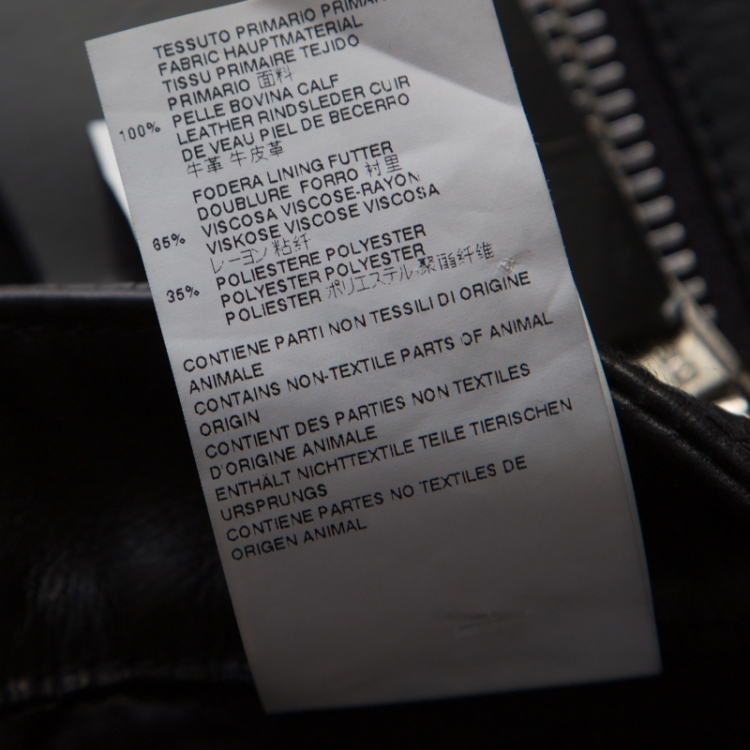 TESSUTO PRIMARIO
FABRIC HAUPTMATERIAL
TISSU PRIMAIRE TEJIDO
PRIMARIO 面料
100% PELLE BOVINA CALF
LEATHER RINDSLEDER CUIR
DE VEAU PIEL DE BECERRO
牛革 牛皮革
FODERA LINING FUTTER
DOUBLURE FORRO 衬里
65% VISCOSA VISCOSE-RAYON
VISKOSE VISCOSE VISCOSA
レーヨン 粘纤
35% POLIESTERE POLYESTER
POLYESTER POLYESTER
POLIESTER ポリエステル 聚酯纤维
CONTIENE PARTI NON TESSILI DI ORIGINE
ANIMALE
CONTAINS NON-TEXTILE PARTS OF ANIMAL
ORIGIN
CONTIENT DES PARTIES NON TEXTILES
D'ORIGINE ANIMALE
ENTHÄLT NICHTTEXTILE TEILE TIERISCHEN
URSPRUNGS
CONTIENE PARTES NO TEXTILES DE
ORIGEN ANIMAL